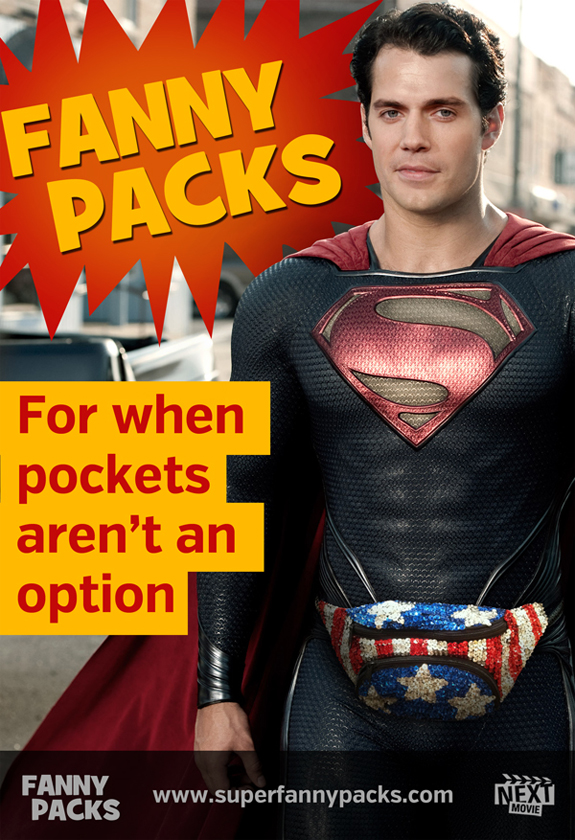 FANNY
PACKS
For when
pockets
aren't an
option
FANNY
PACKS
www.superfannypacks.com
NEXT
MOVIE